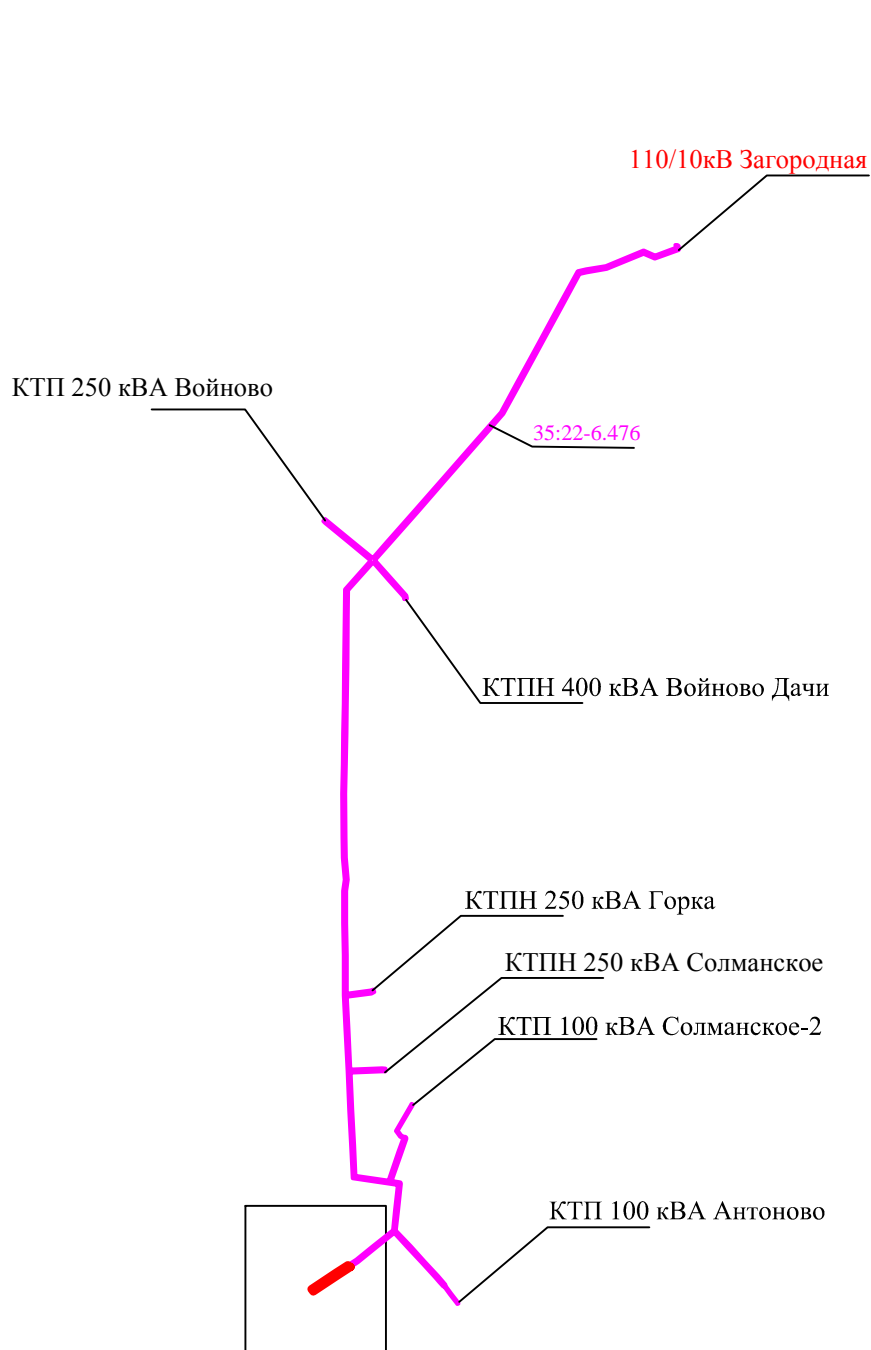 110/10кВ Загородная
КТП 250 кВА Войново
35:22-6.476
КТПН 400 кВА Войново Дачи
КТПН 250 кВА Горка
КТПН 250 кВА Солманское
КТП 100 кВА Солманское-2
КТП 100 кВА Антоново